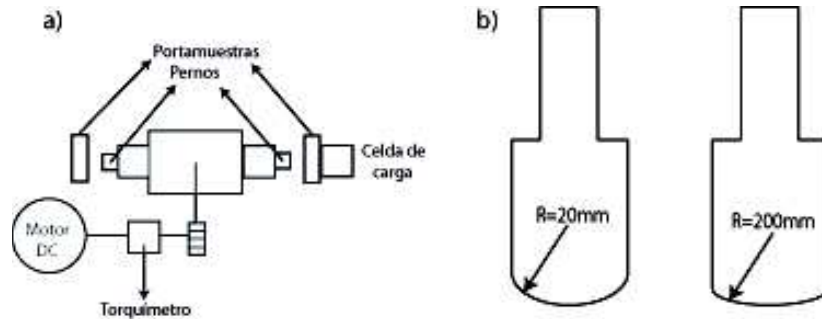 a)
Portamuestras
Pernos
Celda de
carga
Motor
DC
Torquímetro
b)
R=20mm
R=200mm